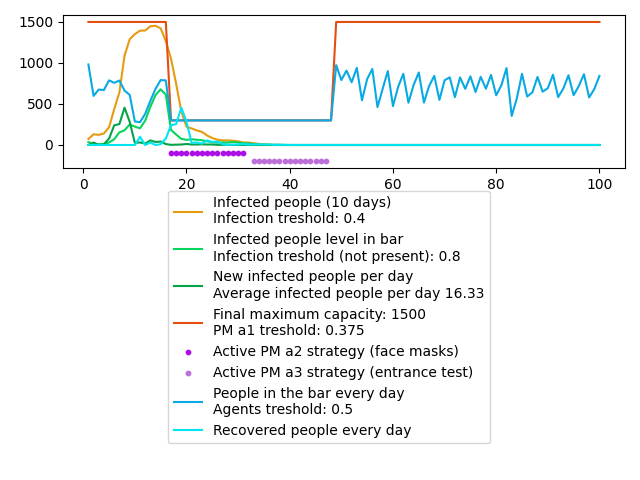 1500
1000
500
0
0 20 40 60 80 100
Infected people (10 days)
Infection treshold: 0.4
Infected people level in bar
Infection treshold (not present): 0.8
New infected people per day
Average infected people per day 16.33
Final maximum capacity: 1500
PM a1 treshold: 0.375
Active PM a2 strategy (face masks)
Active PM a3 strategy (entrance test)
People in the bar every day
Agents treshold: 0.5
Recovered people every day